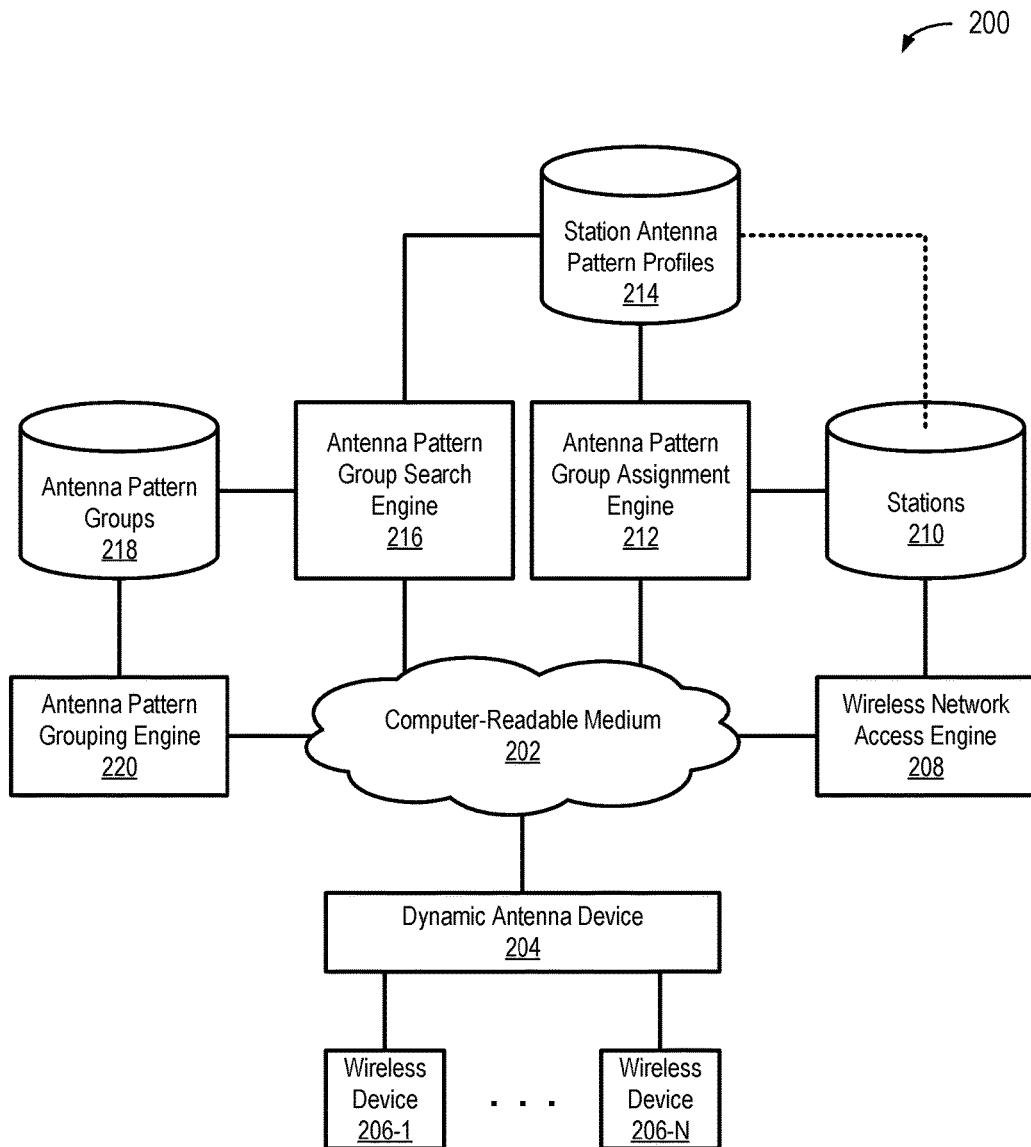 200
Station Antenna
Pattern Profiles
214
Antenna Pattern
Groups
218
Antenna Pattern
Group Search
Engine
216
Antenna Pattern
Group Assignment
Engine
212
Stations
210
Antenna Pattern
Grouping Engine
220
Computer-Readable Medium
202
Wireless Network
Access Engine
208
Dynamic Antenna Device
204
Wireless
Device
206-1
. . .
Wireless
Device
206-N